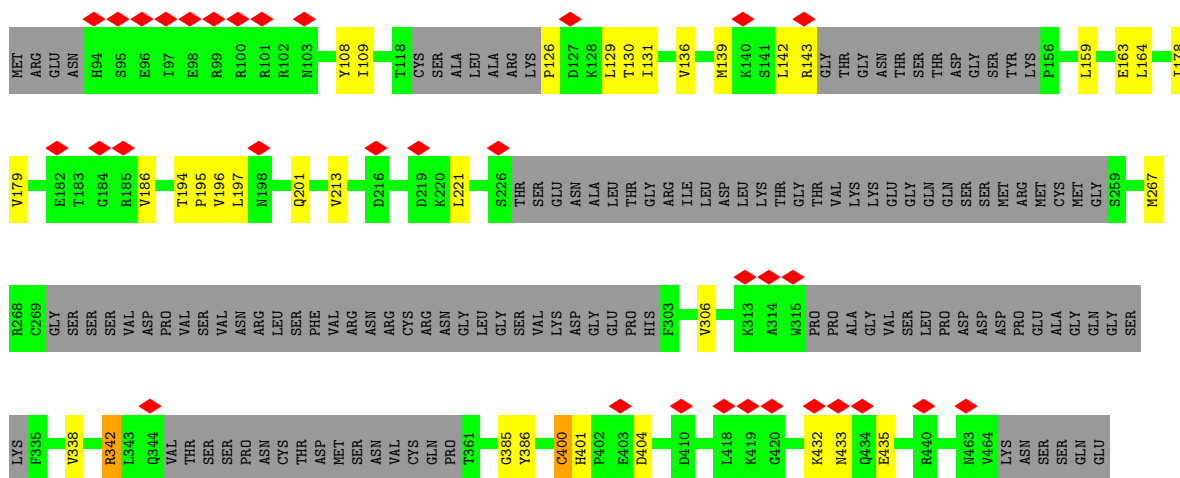 MET ARG GLU ASN H94 S95 E96 I97 E98 R99 R100 R101 R102 N103 Y108 I109 T118 CYS SER ALA LEU ALA ARG LYS P126 D127 K128 L129 T130 I131 V136 M139 K140 S141 L142 R143 GLY THR GLY ASN THR SER THR ASP GLY SER TYR LYS P156 L159 E163 L164 I178
V179 E182 T183 G184 R185 V186 T194 P195 V196 L197 N198 Q201 V213 D216 D219 K220 L221 S226 THR SER GLU ASN ALA LEU THR GLY ARG ILE LEU ASP LEU LYS THR GLY THR VAL LYS LYS GLU GLY GLN GLN SER SER MET ARG MET CYS MET GLY S259 M267
R268 C269 GLY SER SER SER VAL ASP PRO VAL SER VAL ASN ARG LEU SER PHE VAL ARG ASN ARG CYS ARG ASN GLY LEU GLY SER VAL LYS ASP GLY GLU PRO HIS F303 V306 K313 A314 W315 PRO PRO ALA GLY VAL SER LEU PRO ASP ASP ASP PRO GLU ALA GLY GLN GLY SER
LYS F335 V338 R342 L343 Q344 VAL THR SER SER PRO ASN CYS THR ASP MET SER ASN VAL CYS GLN PRO T361 G385 Y386 C400 H401 P402 E403 D404 D410 L418 K419 G420 K432 N433 Q434 E435 R440 N463 V464 LYS ASN SER SER GLN GLU